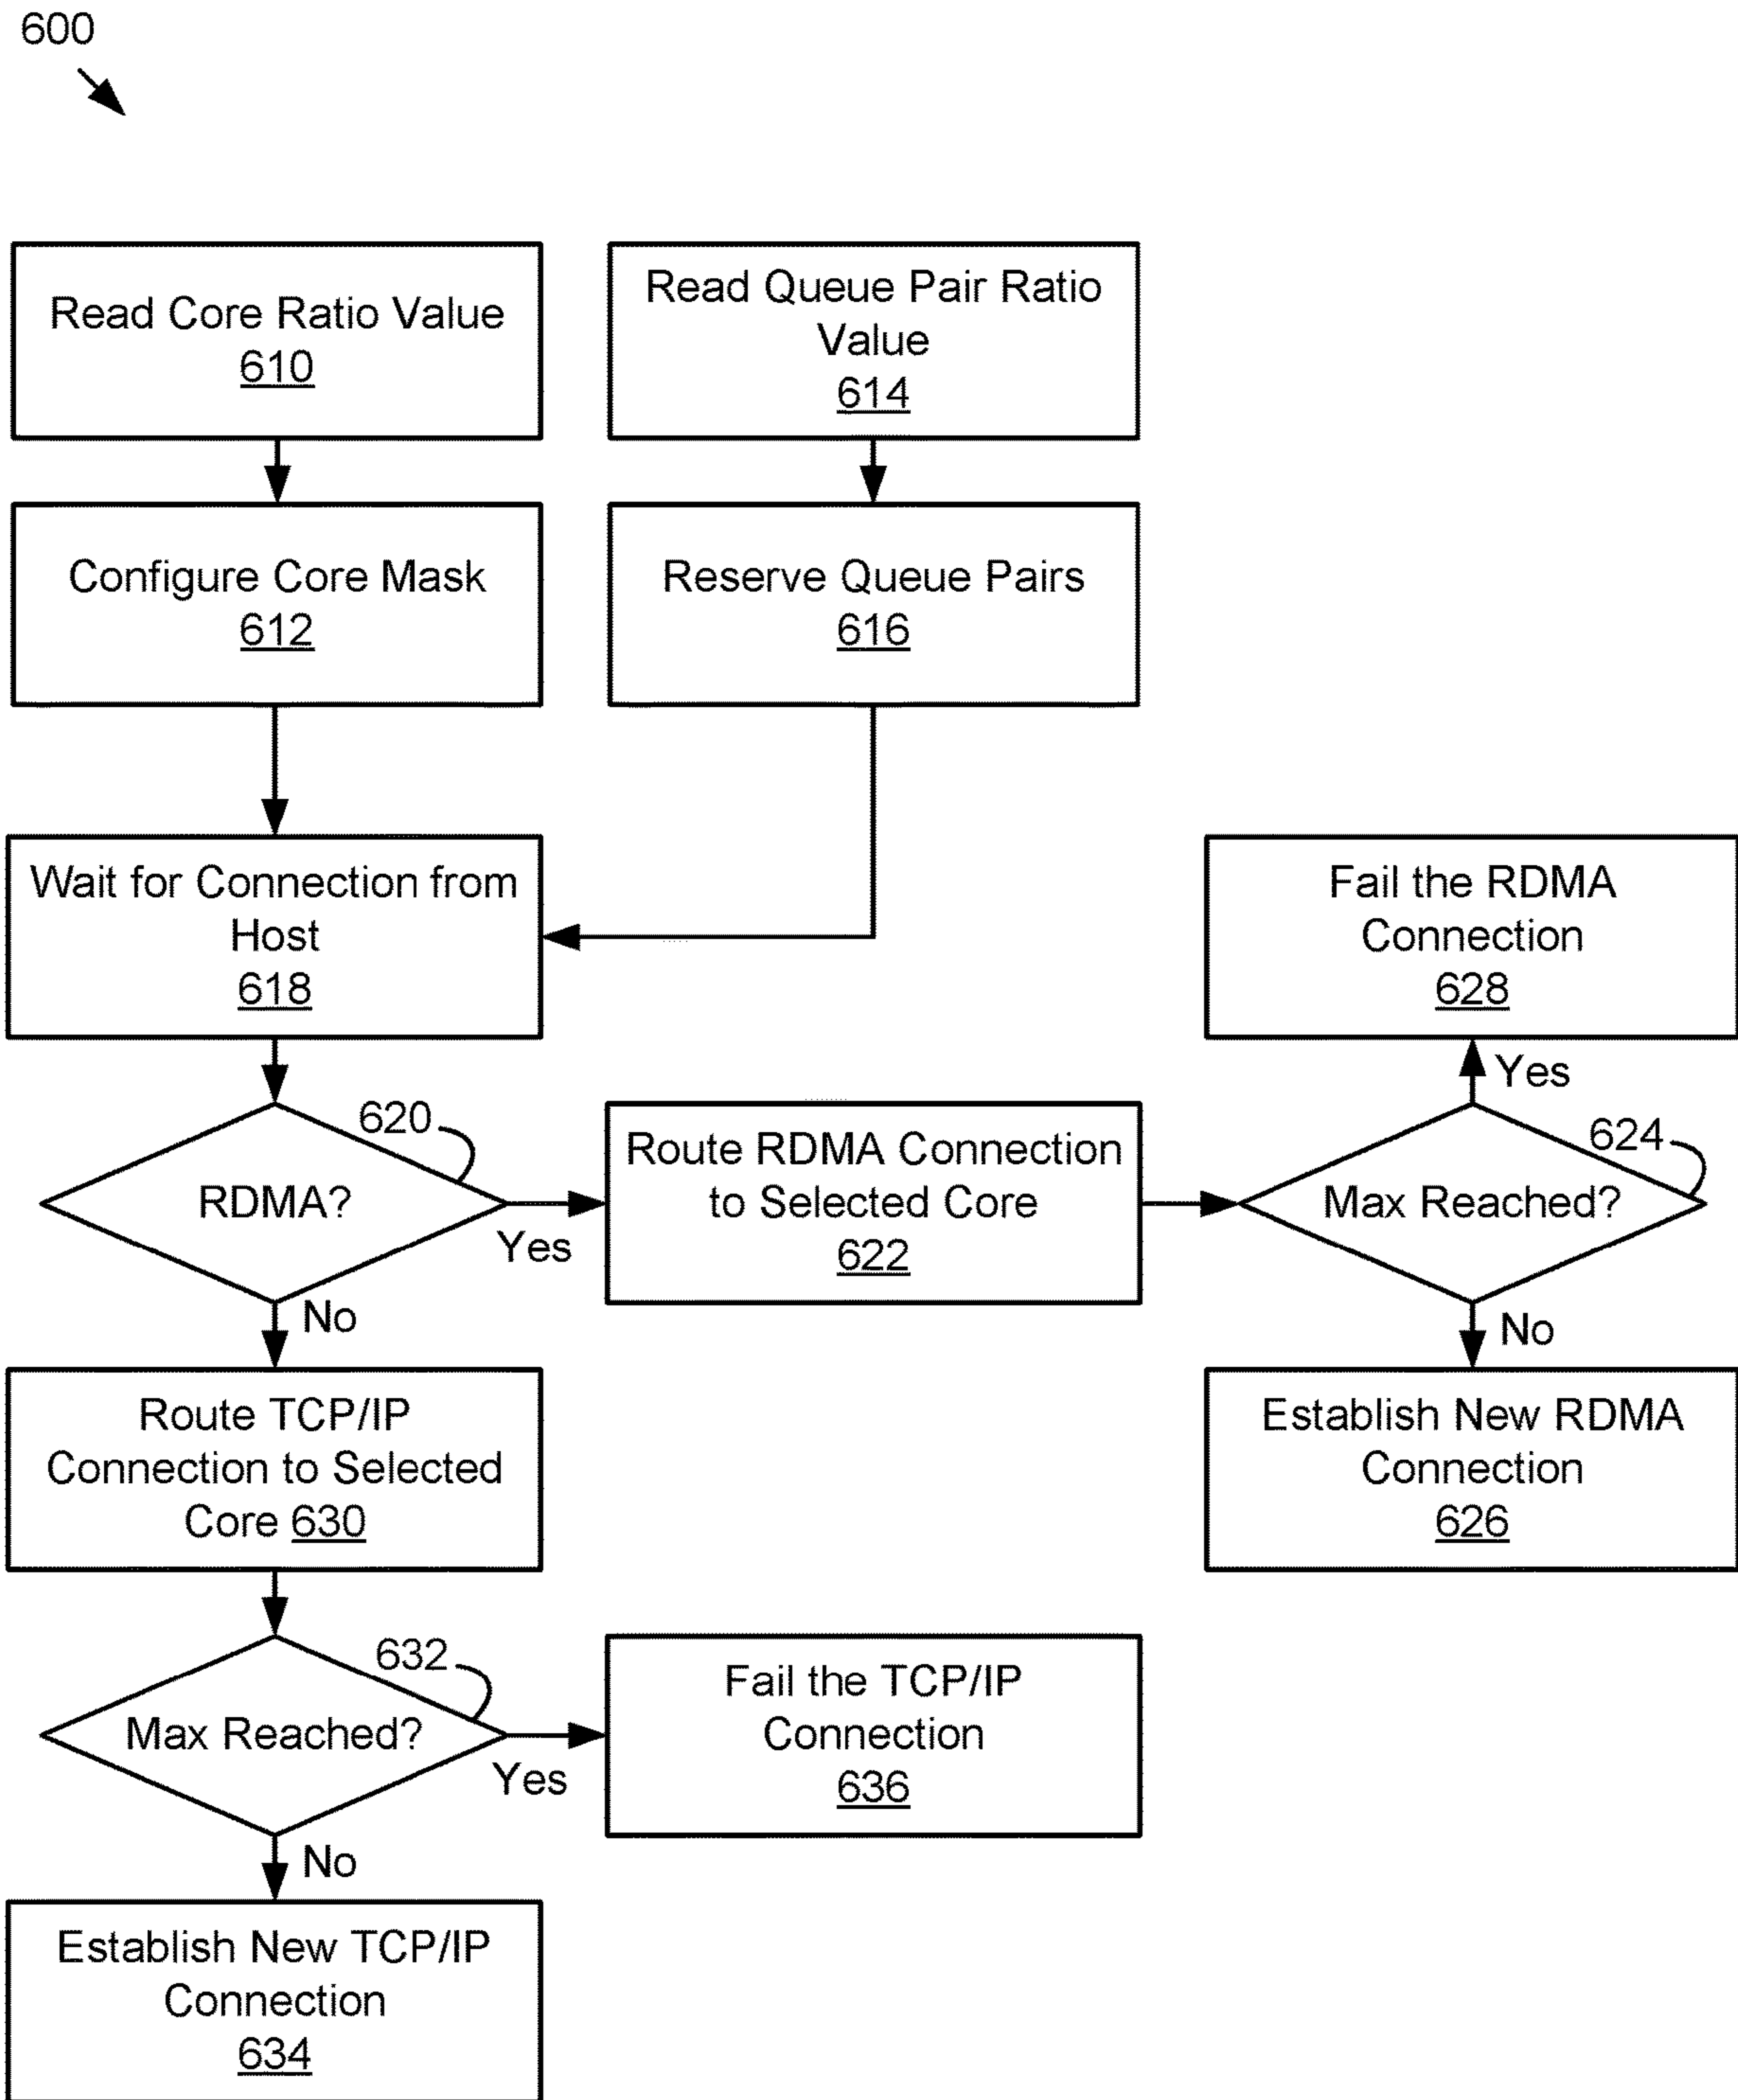 600
Read Core Ratio Value
610
Read Queue Pair Ratio
Value
614
Configure Core Mask
612
Reserve Queue Pairs
616
Wait for Connection from
Host
618
Fail the RDMA
Connection
628
Yes
620
RDMA?
Yes
No
Route RDMA Connection
to Selected Core
622
624
Max Reached?
No
Establish New RDMA
Connection
626
Route TCP/IP
Connection to Selected
Core 630
632
Max Reached?
Yes
No
Fail the TCP/IP
Connection
636
Establish New TCP/IP
Connection
634